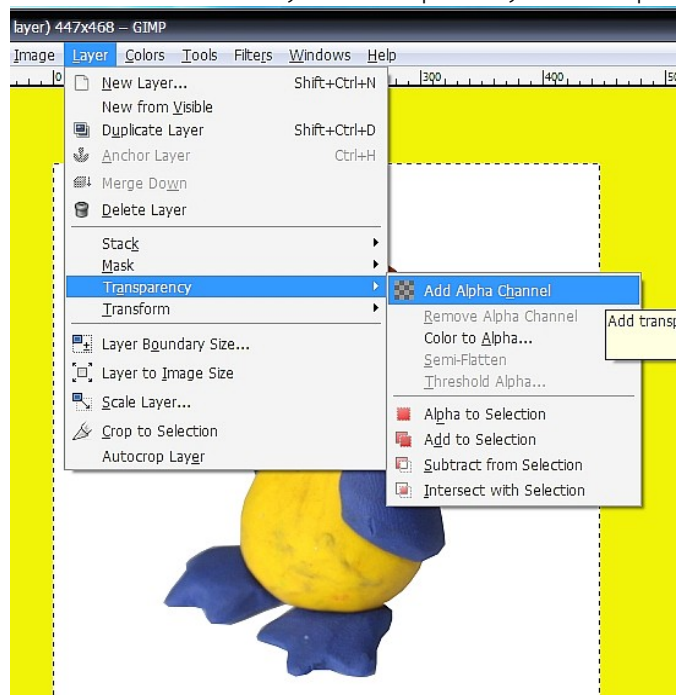 layer) 447x468 – GIMP
Image Layer Colors Tools Filters Windows Help
0 300 400
New Layer... Shift+Ctrl+N
New from Visible
Duplicate Layer Shift+Ctrl+D
Anchor Layer Ctrl+H
Merge Down
Delete Layer
Stack
Mask
Transparency
Transform
Layer Boundary Size...
Layer to Image Size
Scale Layer...
Crop to Selection
Autocrop Layer
Add Alpha Channel
Remove Alpha Channel
Color to Alpha...
Semi-Flatten
Threshold Alpha...
Alpha to Selection
Add to Selection
Subtract from Selection
Intersect with Selection
Add transp